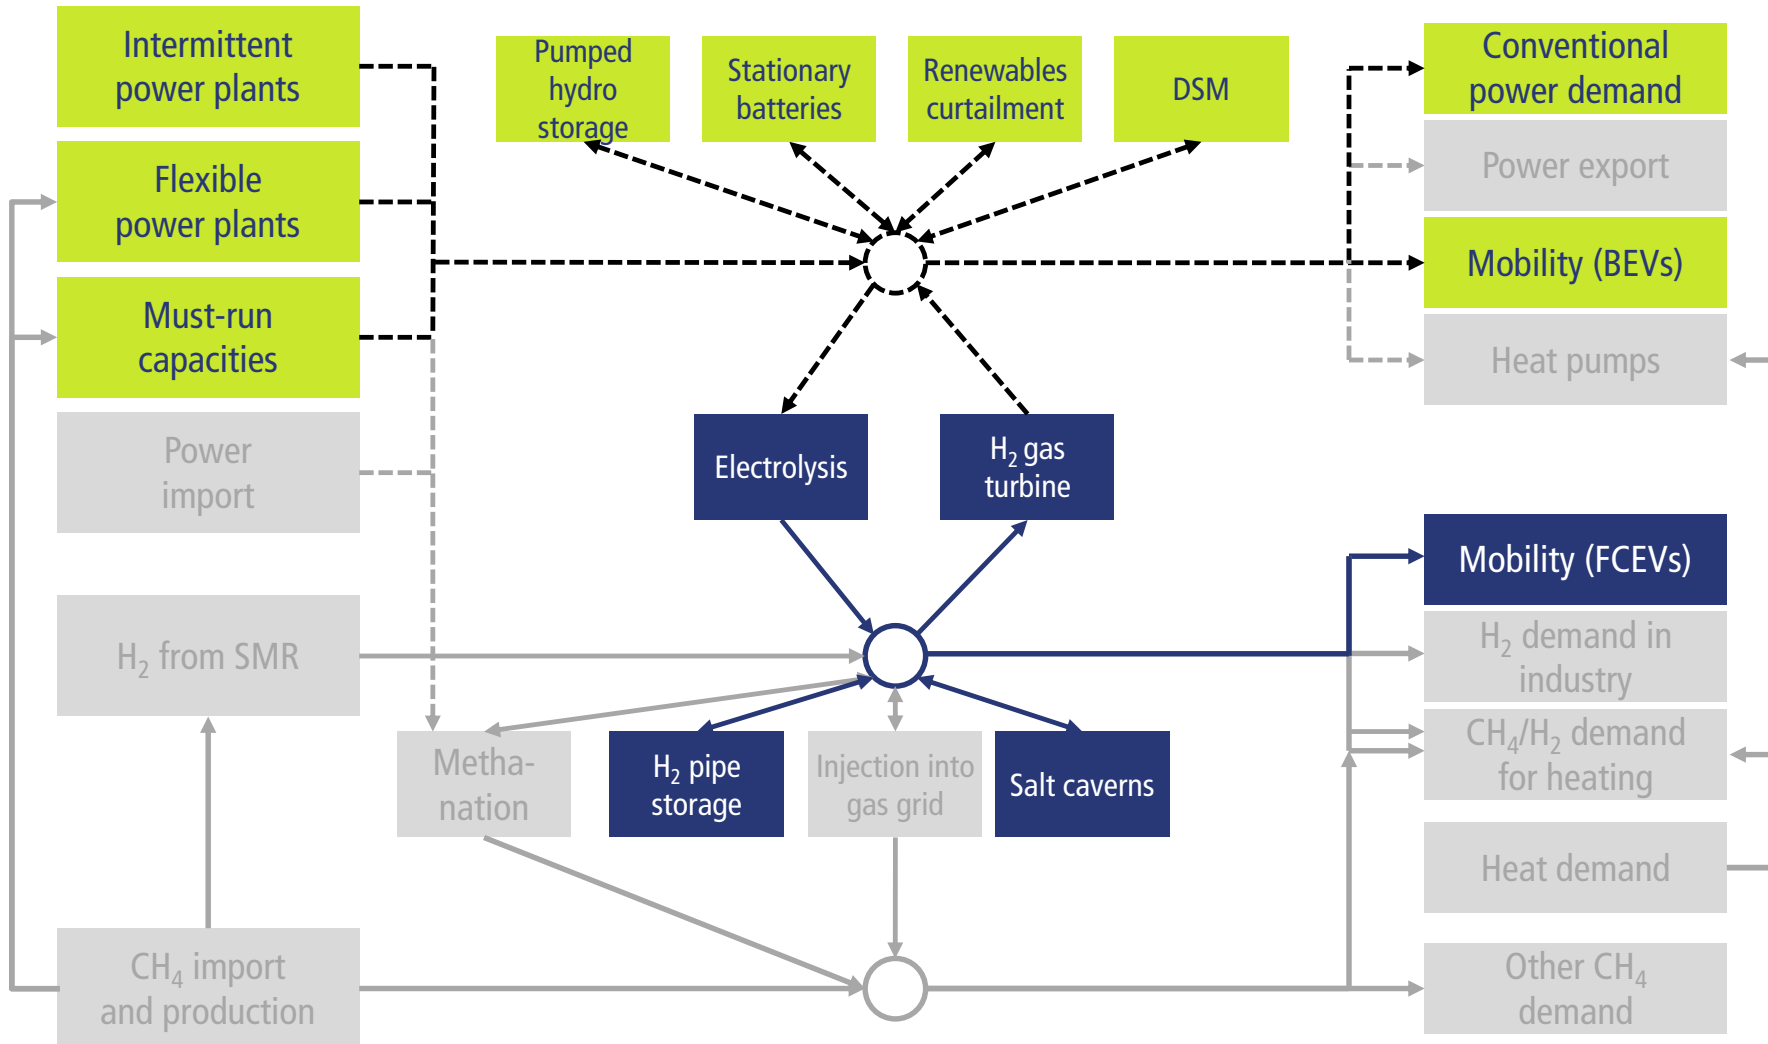 Intermittent
power plants
Flexible
power plants
Must-run
capacities
Power
import
H₂ from SMR
CH₄ import
and production
Pumped
hydro
storage
Stationary
batteries
Renewables
curtailment
DSM
Electrolysis
H₂ gas
turbine
Metha-
nation
H₂ pipe
storage
Injection into
gas grid
Salt caverns
Conventional
power demand
Power export
Mobility (BEVs)
Heat pumps
Mobility (FCEVs)
H₂ demand in
industry
CH₄/H₂ demand
for heating
Heat demand
Other CH₄
demand